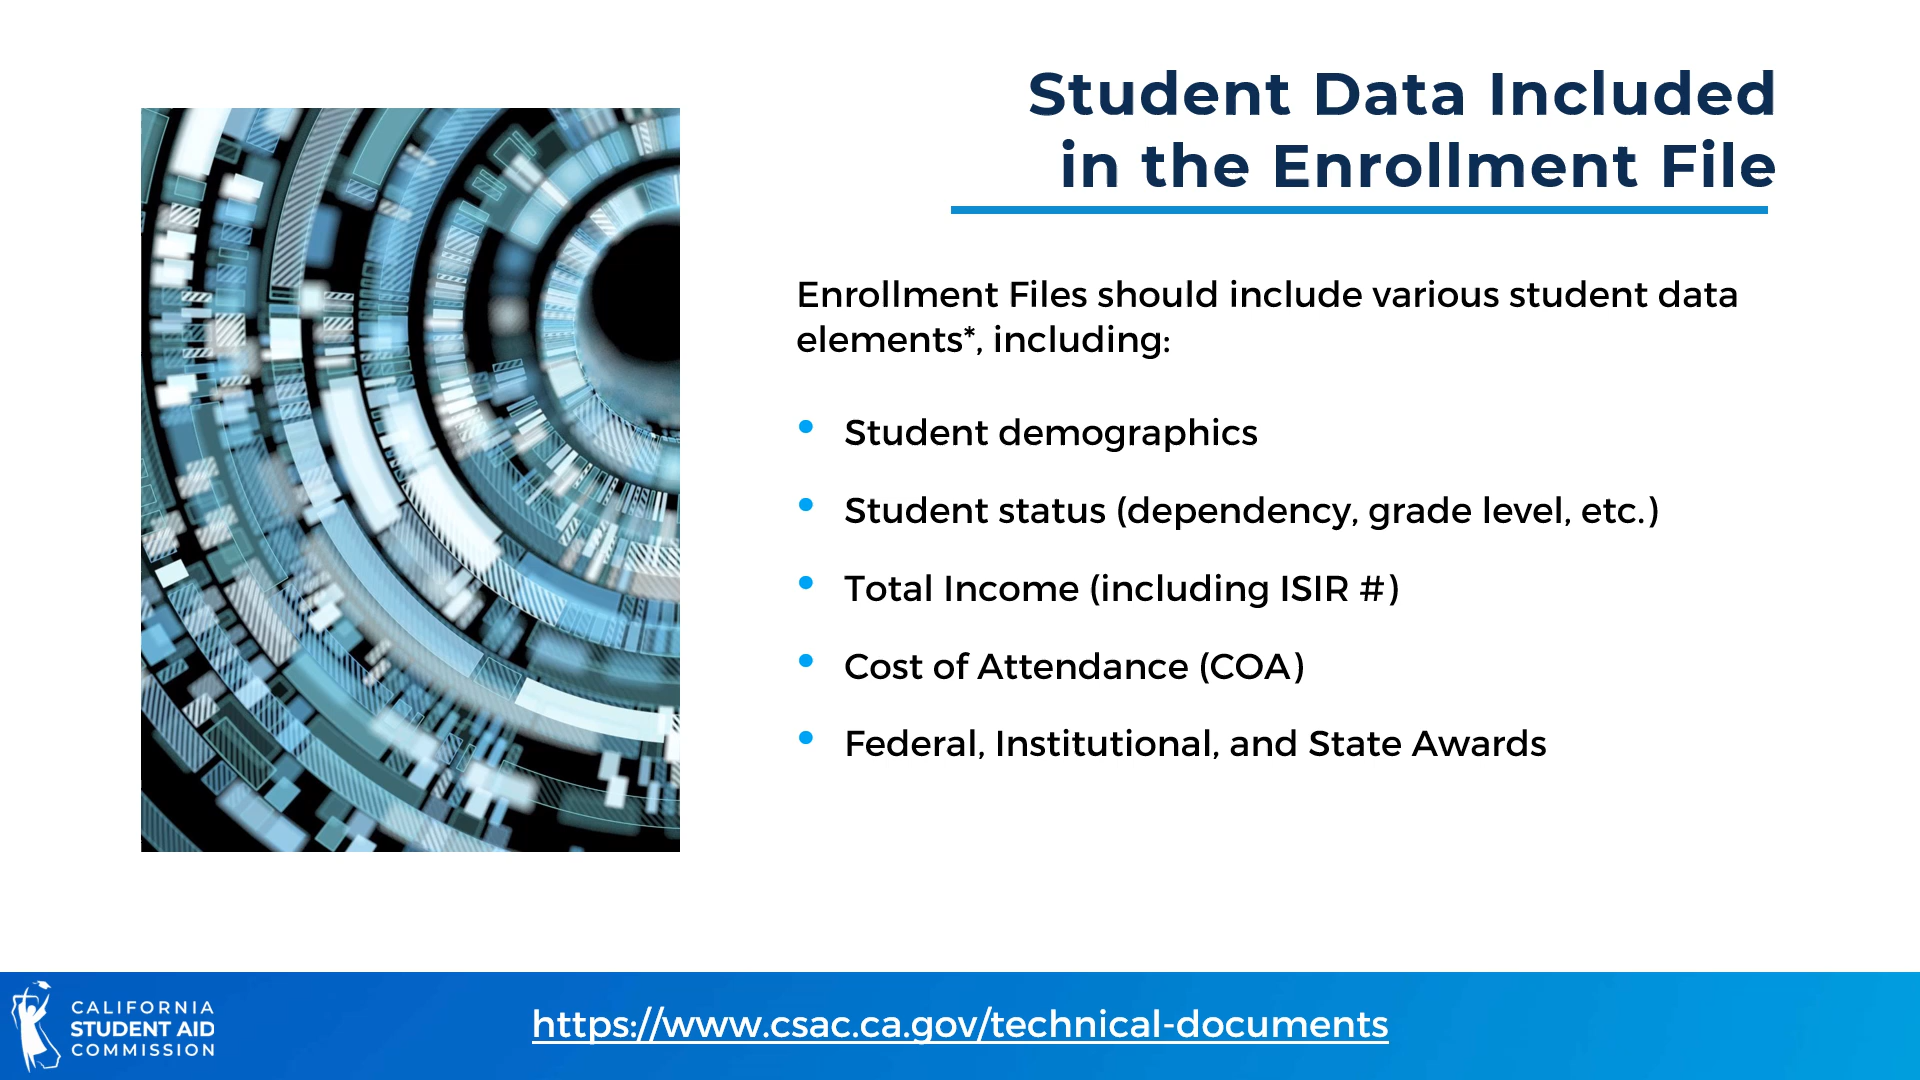 Student Data Included
in the Enrollment File
Enrollment Files should include various student data
elements*, including:
• Student demographics
• Student status (dependency, grade level, etc.)
• Total Income (including ISIR #)
• Cost of Attendance (COA)
• Federal, Institutional, and State Awards
CALIFORNIA
STUDENT AID
COMMISSION
https://www.csac.ca.gov/technical-documents